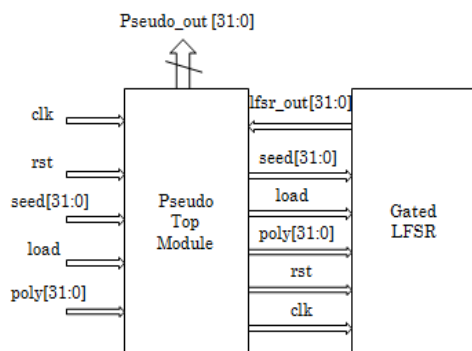 Pseudo_out [31:0]
clk
rst
seed[31:0]
load
poly[31:0]
Pseudo
Top
Module
lfsr_out[31:0]
seed[31:0]
load
poly[31:0]
rst
clk
Gated
LFSR